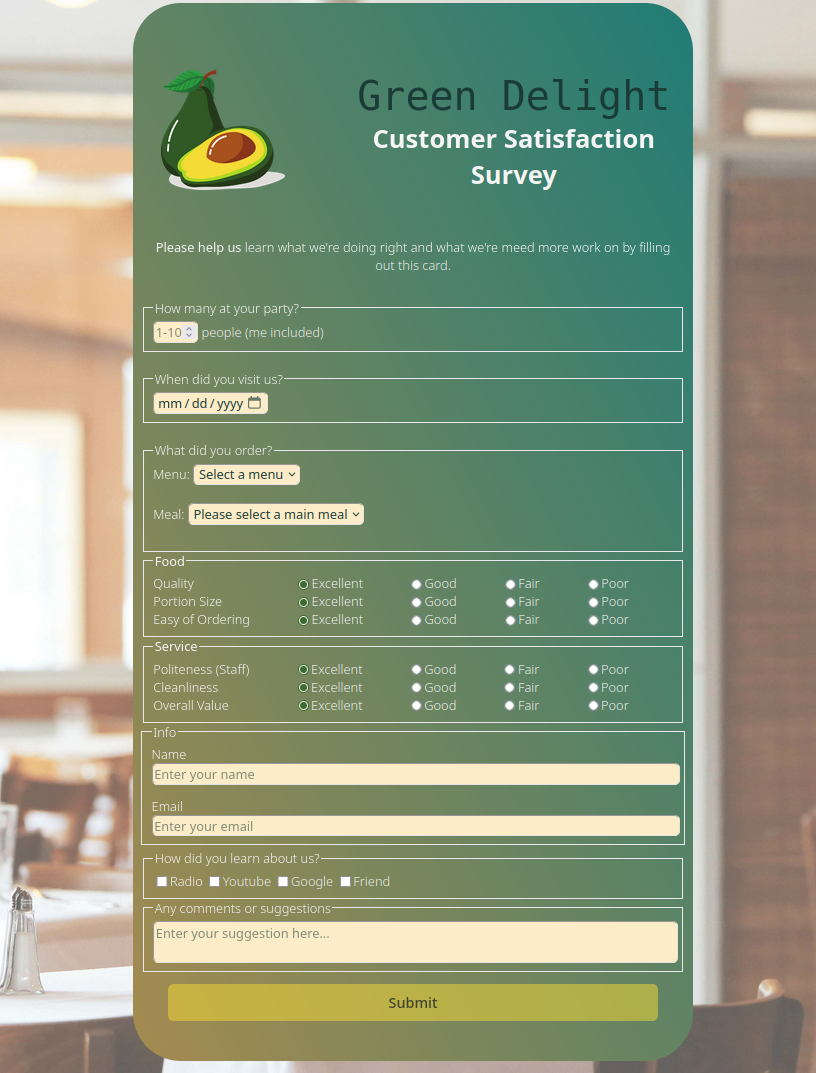 Green Delight
Customer Satisfaction
Survey
Please help us learn what we're doing right and what we're meed more work on by filling
out this card.
How many at your party?
1-10 people (me included)
When did you visit us?
mm/dd/yyyy
What did you order?
Menu: Select a menu
Meal: Please select a main meal
Food
Quality Excellent Good Fair Poor
Portion Size Excellent Good Fair Poor
Easy of Ordering Excellent Good Fair Poor
Service
Politeness (Staff) Excellent Good Fair Poor
Cleanliness Excellent Good Fair Poor
Overall Value Excellent Good Fair Poor
Info
Name
Enter your name
Email
Enter your email
How did you learn about us?
Radio Youtube Google Friend
Any comments or suggestions
Enter your suggestion here...
Submit